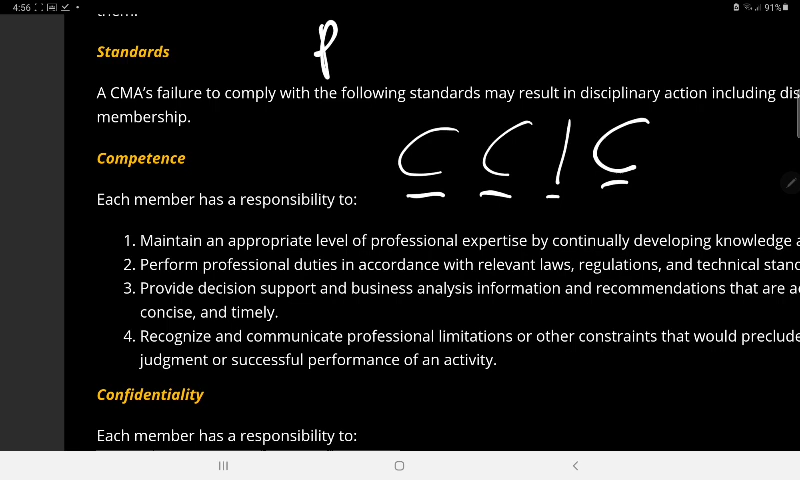 4:56
91%
Standards
A CMA's failure to comply with the following standards may result in disciplinary action including dis
membership.
C C I C
Competence
Each member has a responsibility to:
1. Maintain an appropriate level of professional expertise by continually developing knowledge a
2. Perform professional duties in accordance with relevant laws, regulations, and technical stand
3. Provide decision support and business analysis information and recommendations that are a
concise, and timely.
4. Recognize and communicate professional limitations or other constraints that would preclude
judgment or successful performance of an activity.
Confidentiality
Each member has a responsibility to: